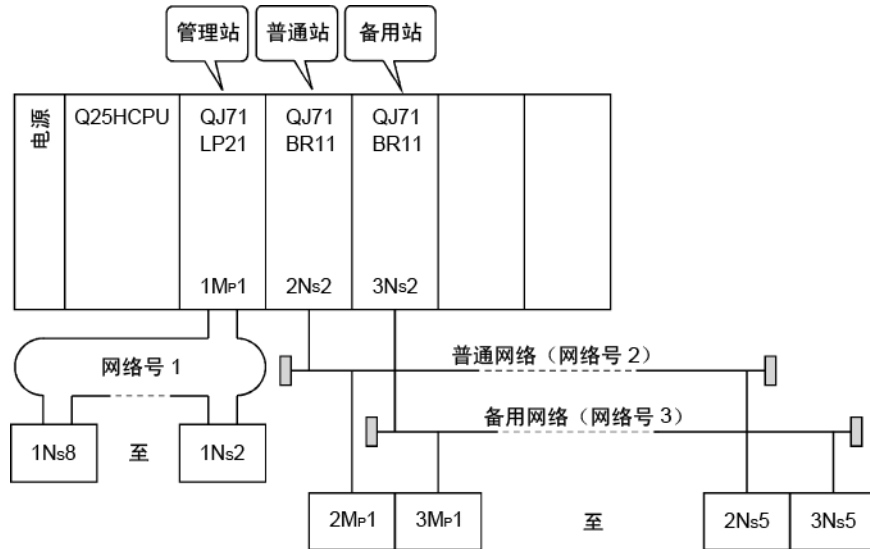 管理站 普通站 备用站
电源 Q25HCPU QJ71 QJ71 QJ71
LP21 BR11 BR11
1MP1 2NS2 3NS2
网络号 1 普通网络（网络号 2）
备用网络（网络号 3）
1NS8 至 1NS2
2MP1 3MP1 至 2NS5 3NS5